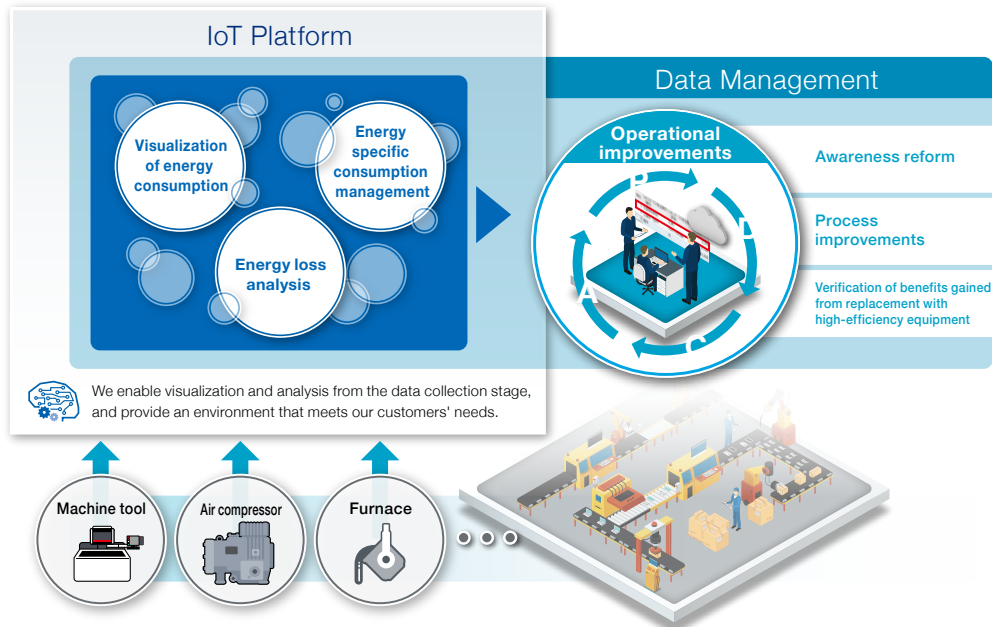 IoT Platform
Data Management
Visualization
of energy
consumption
Energy
specific
consumption
management
Energy loss
analysis
Operational
improvements
P
D
C
A
Awareness reform
Process
improvements
Verification of benefits gained
from replacement with
high-efficiency equipment
We enable visualization and analysis from the data collection stage,
and provide an environment that meets our customers' needs.
Machine tool
Air compressor
Furnace